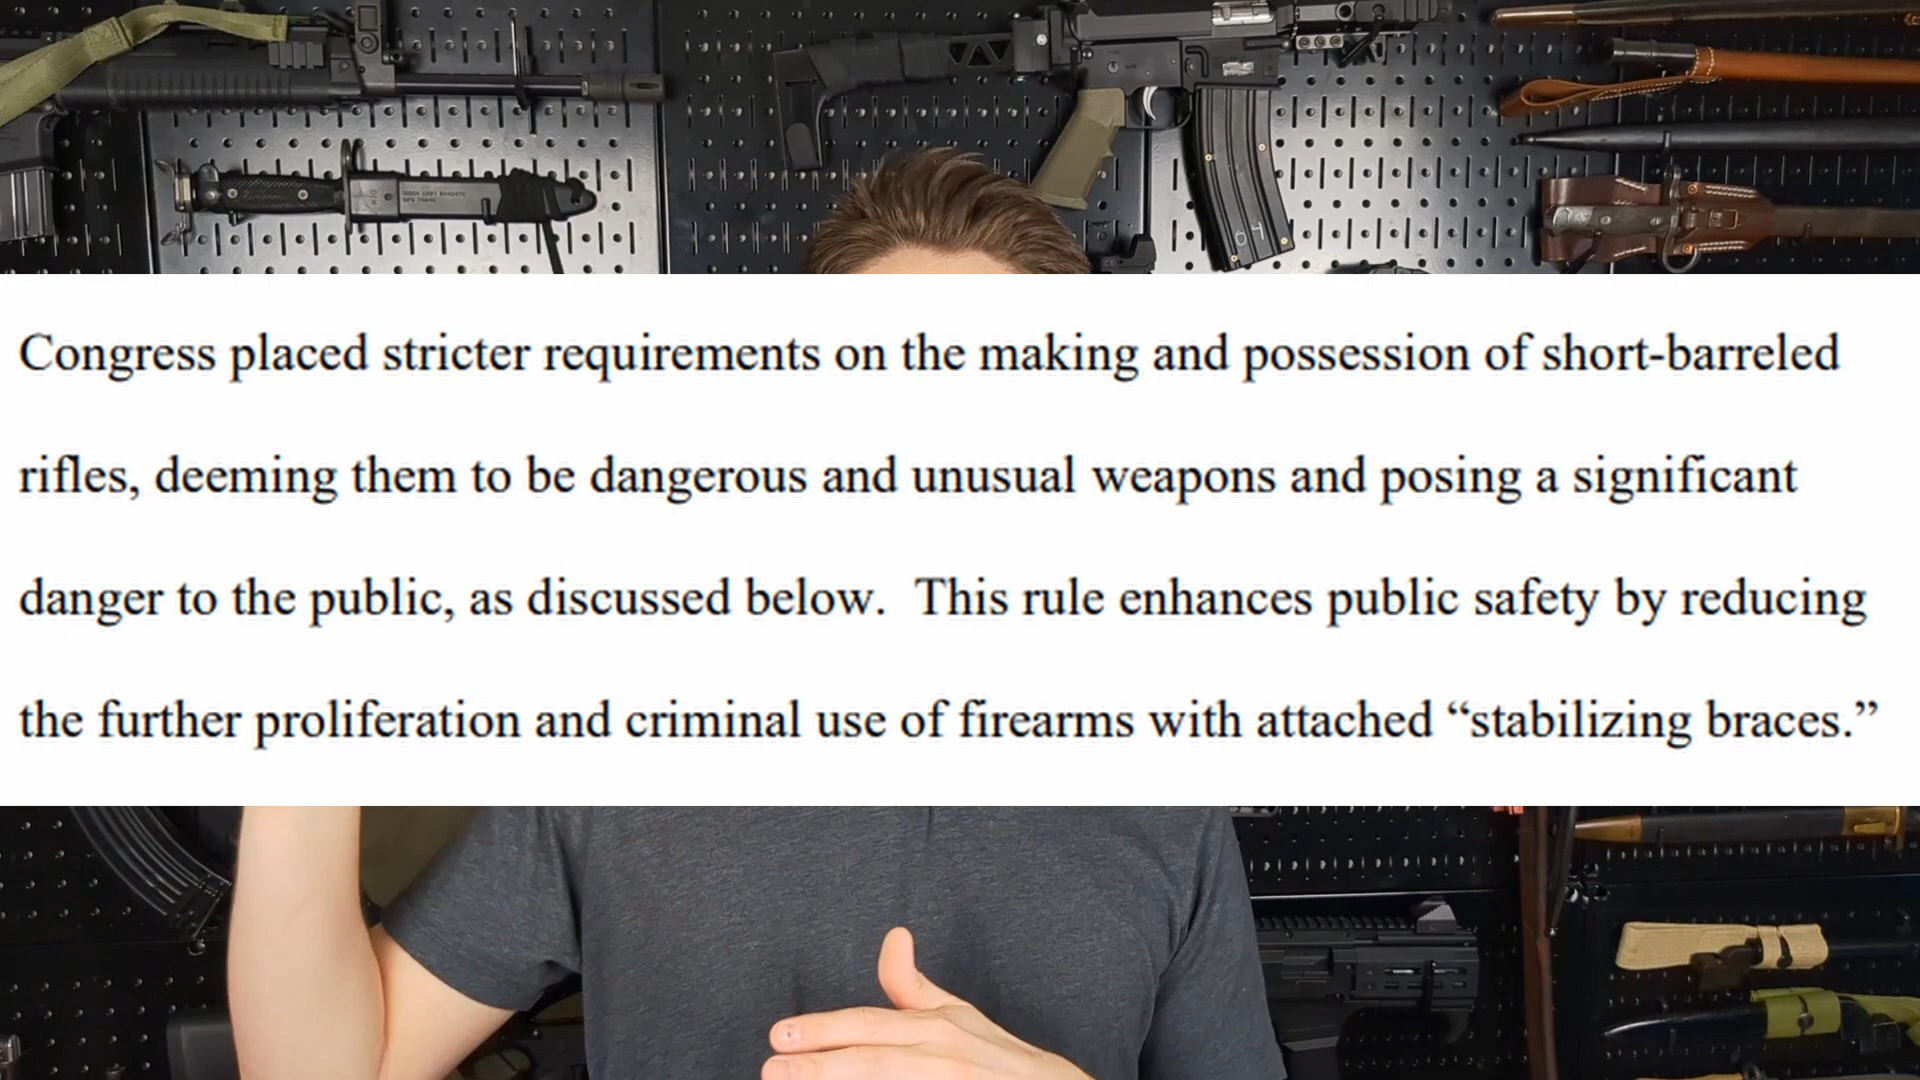 Congress placed stricter requirements on the making and possession of short-barreled
rifles, deeming them to be dangerous and unusual weapons and posing a significant
danger to the public, as discussed below.  This rule enhances public safety by reducing
the further proliferation and criminal use of firearms with attached “stabilizing braces.”